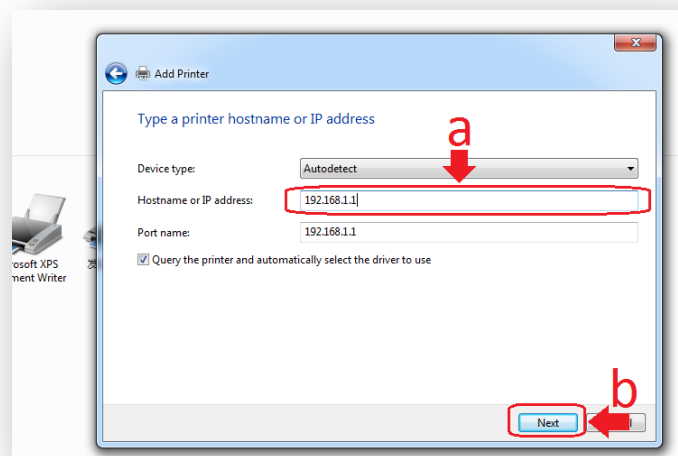 Add Printer
Type a printer hostname or IP address
a
Device type:
Autodetect
Hostname or IP address:
192.168.1.1
Port name:
192.168.1.1
Query the printer and automatically select the driver to use
osoft XPS
ment Writer
b
Next